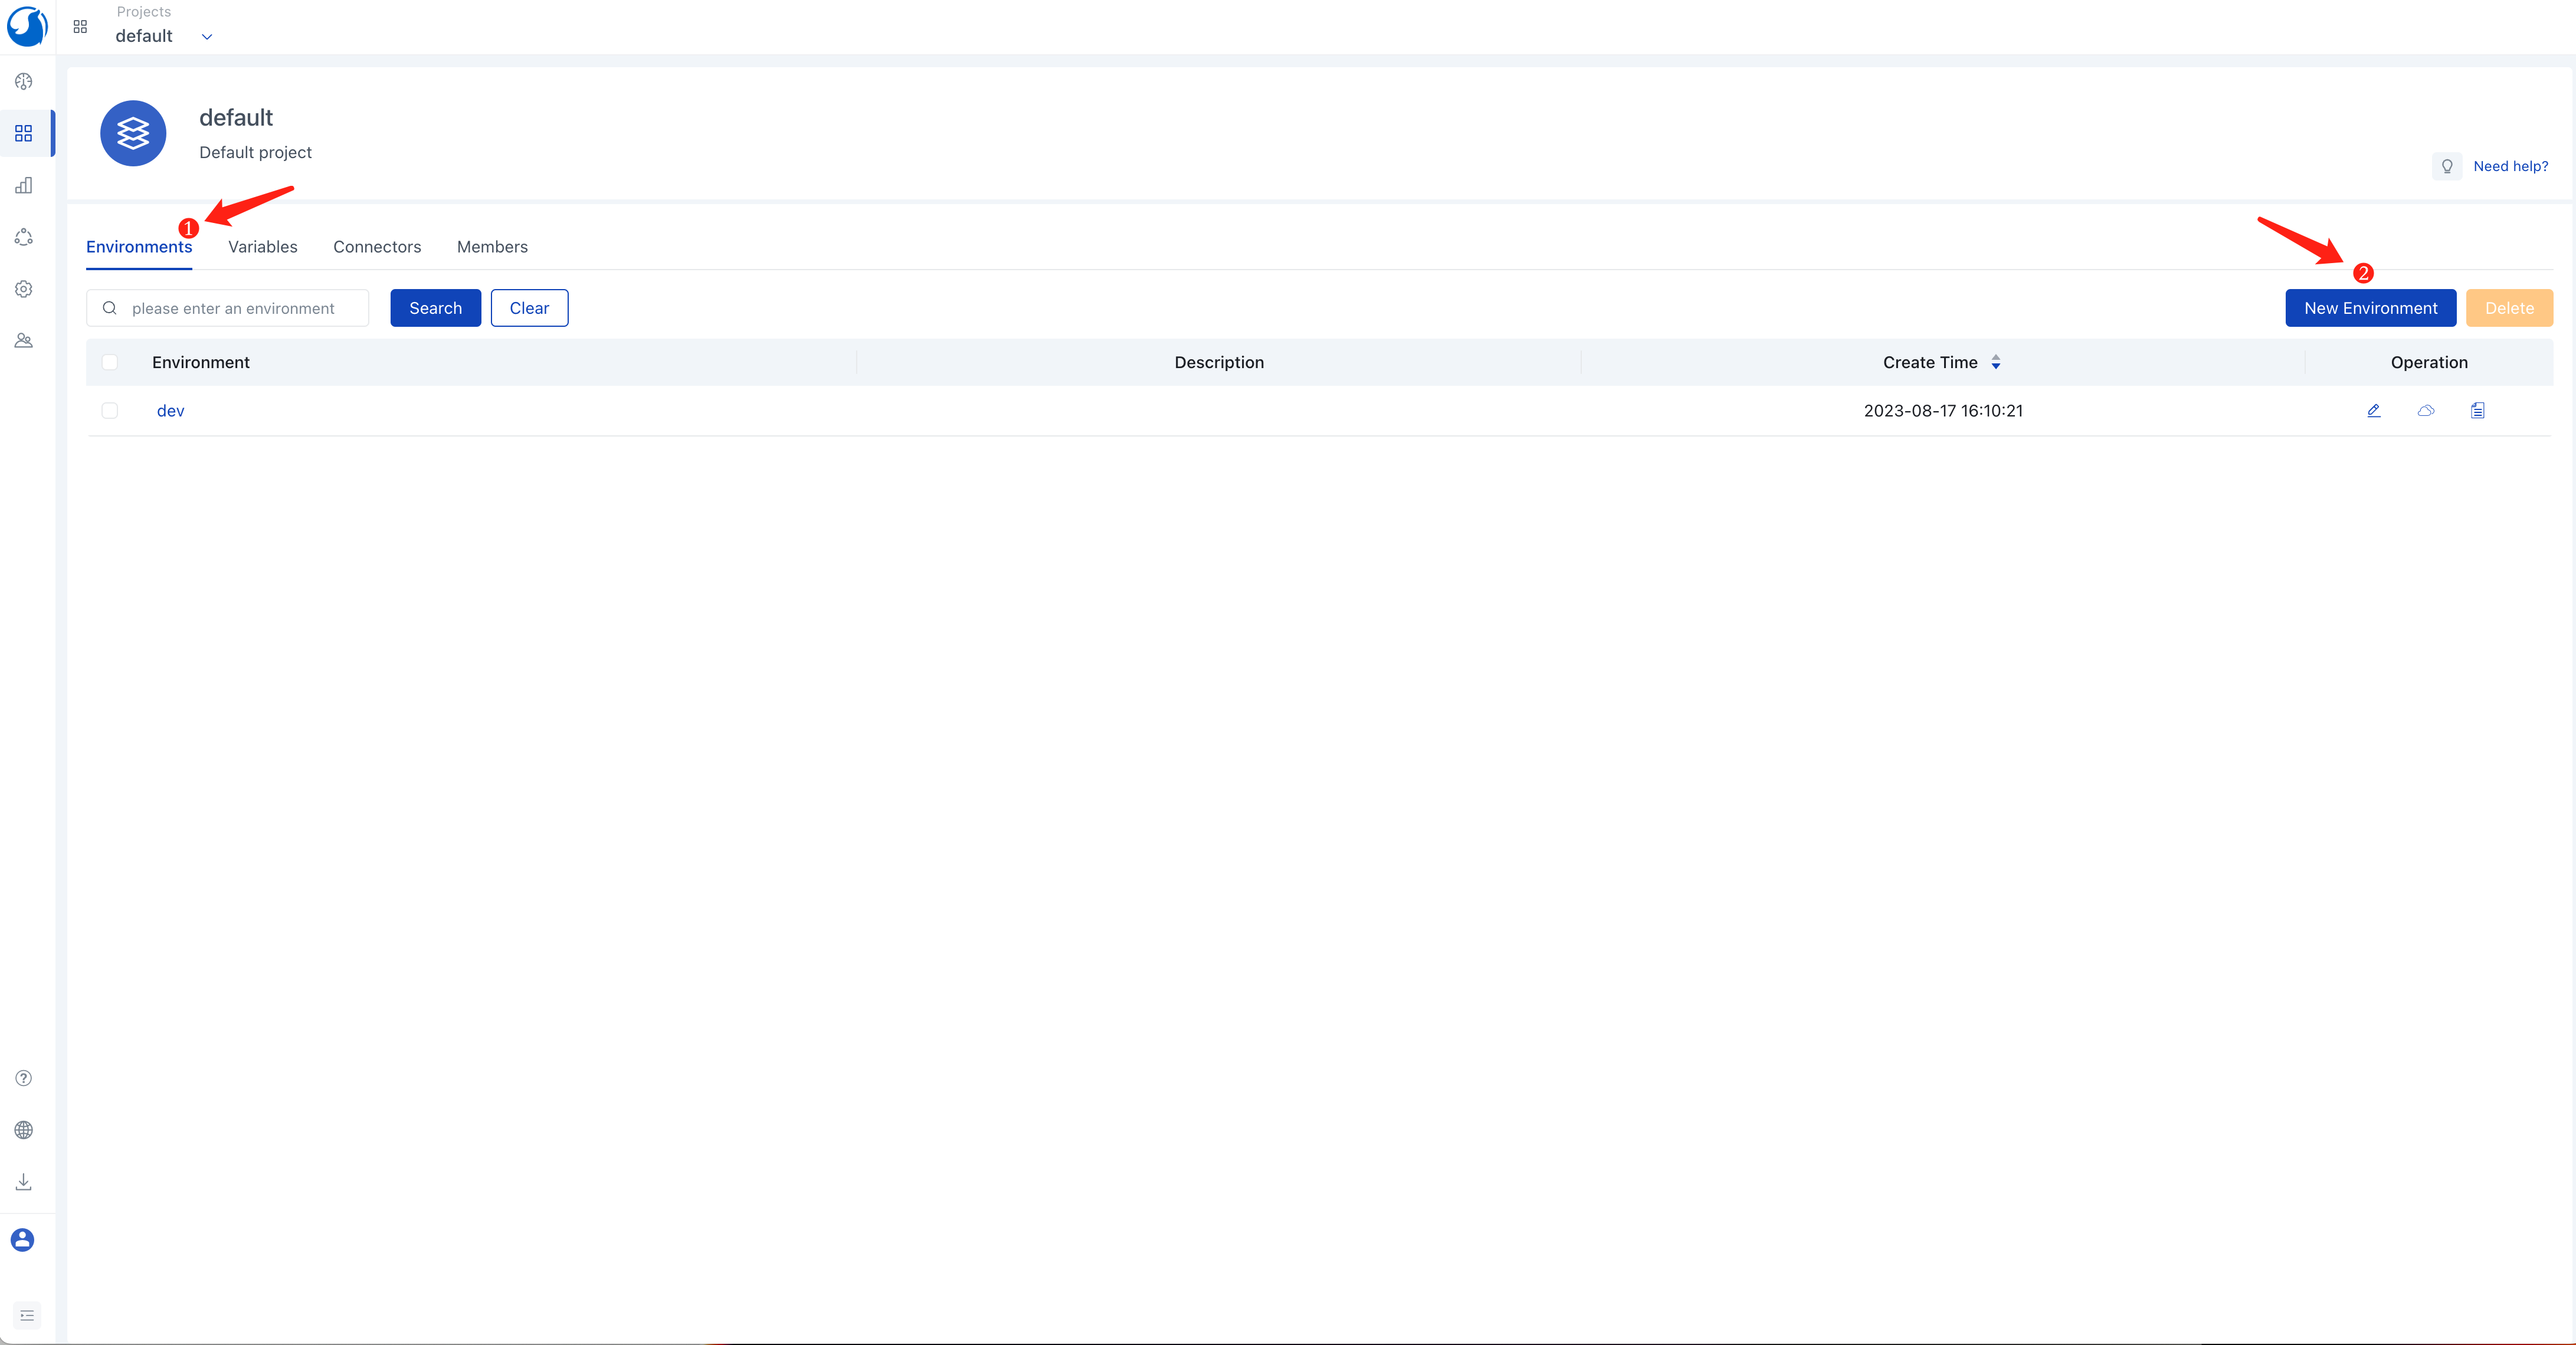 Projects
default
default
Default project
Need help?
1
2
Environments Variables Connectors Members
please enter an environment Search Clear New Environment Delete
Environment Description Create Time Operation
dev 2023-08-17 16:10:21